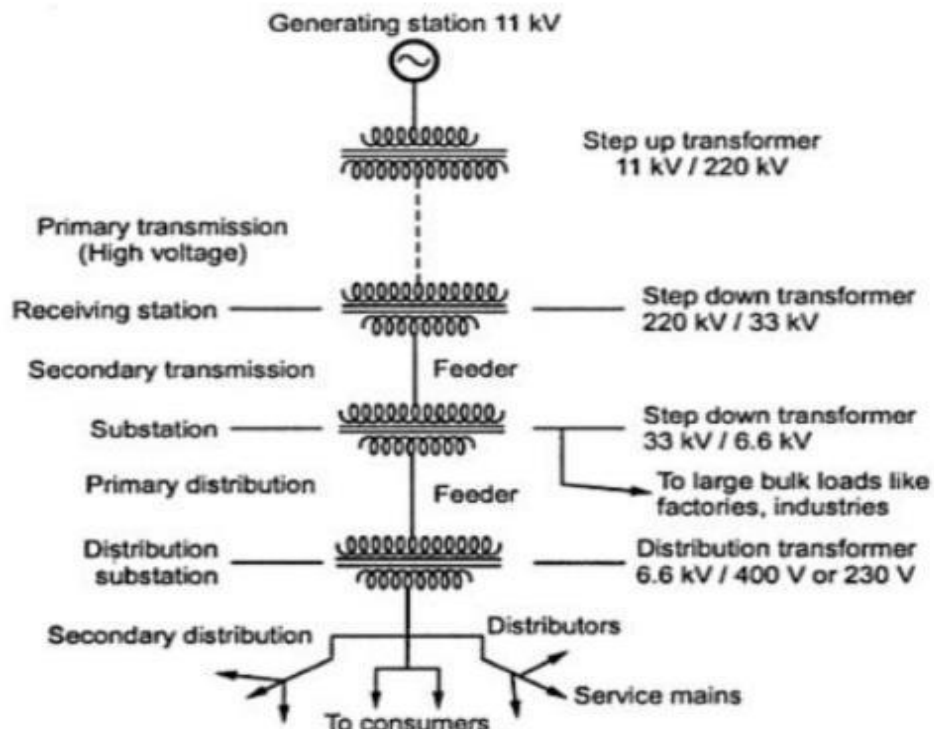 Generating station 11 kV
Step up transformer
11 kV / 220 kV
Primary transmission
(High voltage)
Receiving station
Step down transformer
220 kV / 33 kV
Secondary transmission
Feeder
Substation
Step down transformer
33 kV / 6.6 kV
Primary distribution
Feeder
To large bulk loads like
factories, industries
Distribution
substation
Distribution transformer
6.6 kV / 400 V or 230 V
Secondary distribution
Distributors
Service mains
To consumers